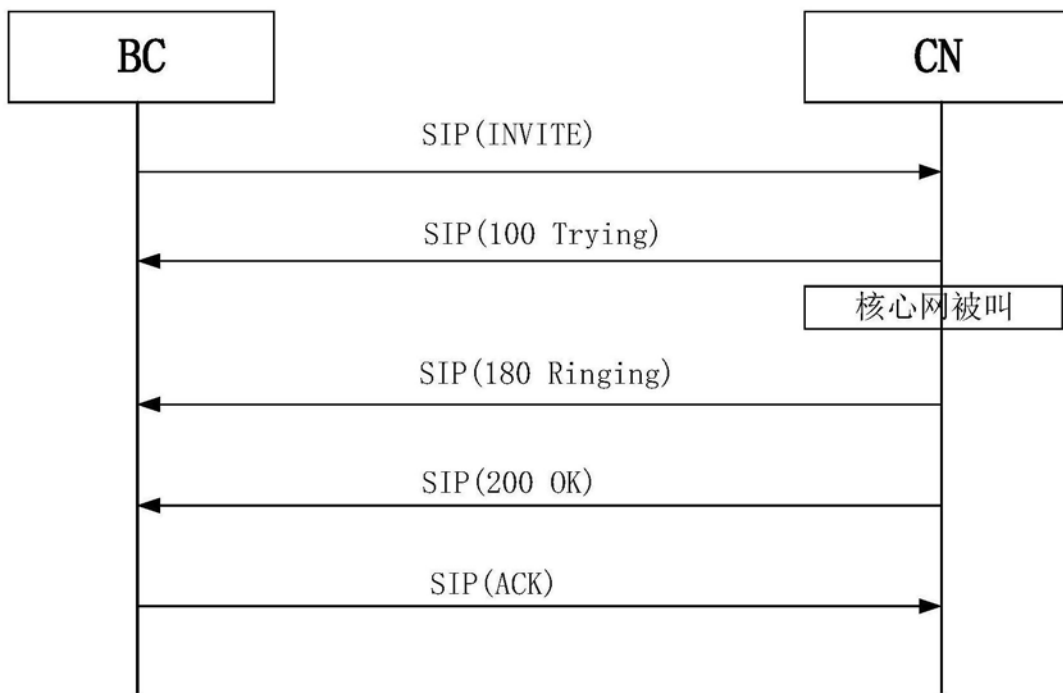 BC
CN
SIP(INVITE)
SIP(100 Trying)
核心网被叫
SIP(180 Ringing)
SIP(200 OK)
SIP(ACK)